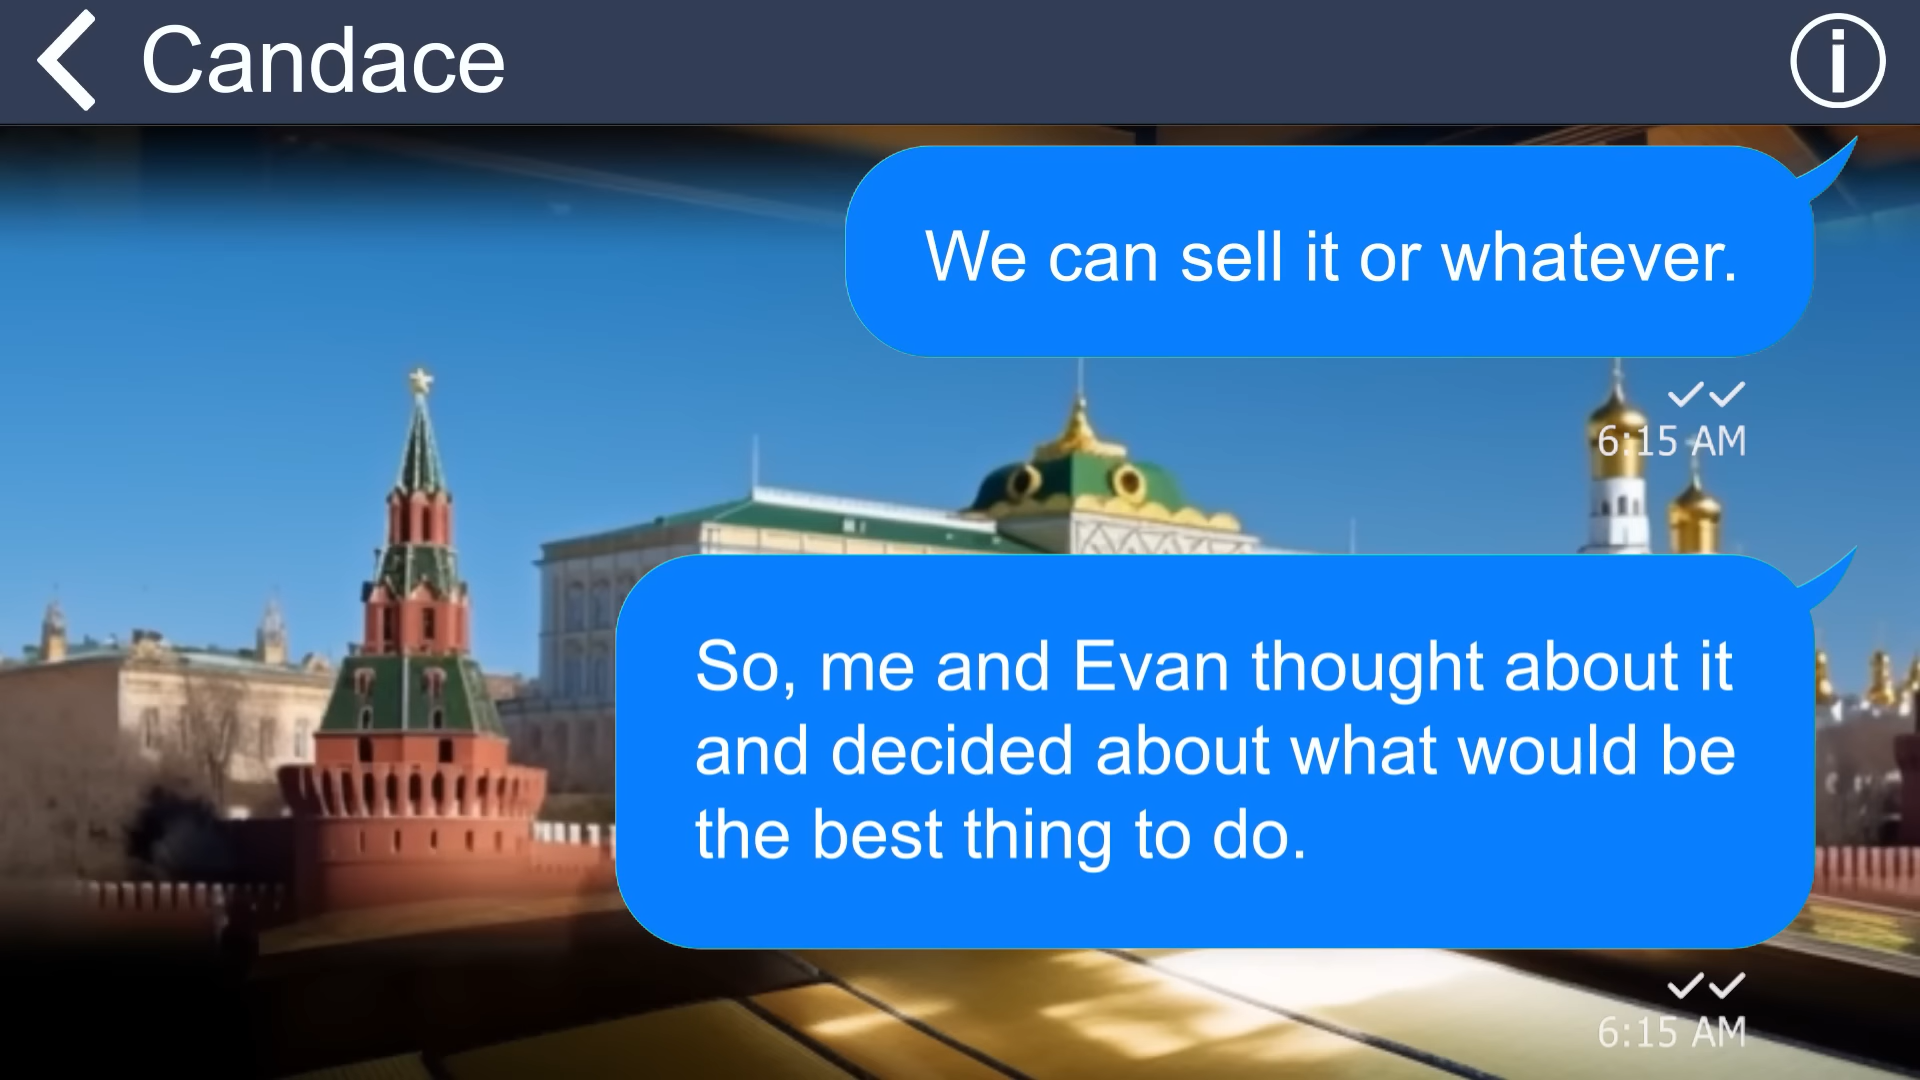 Candace
We can sell it or whatever.
6:15 AM
So, me and Evan thought about it
and decided about what would be
the best thing to do.
6:15 AM